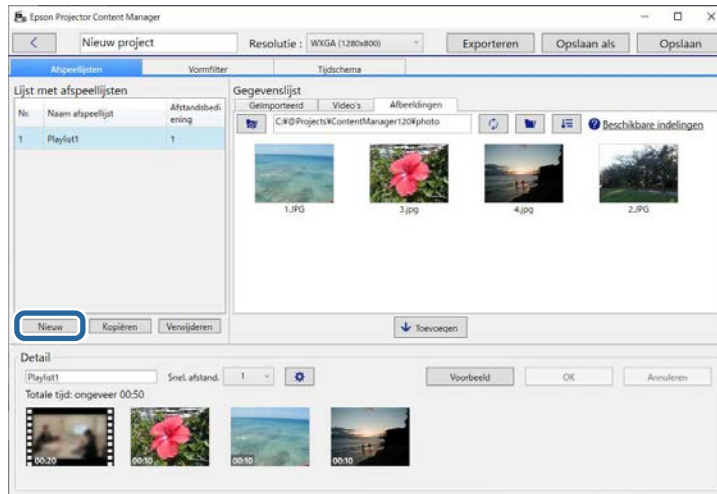 Epson Projector Content Manager
Nieuw project
Resolutie : WXGA (1280x800)
Exporteren
Opslaan als
Opslaan
Afspeellijsten
Vormfilter
Tijdschema
Lijst met afspeellijsten
Nr.
Naam afspeellijst
Afstandsbedi
ening
1
Playlist1
1
Gegevenslijst
Geïmporteerd
Video's
Afbeeldingen
C:¥@Projects¥ContentManager120¥photo
Beschikbare indelingen
1.JPG
3.jpg
4.jpg
2.JPG
Nieuw
Kopiëren
Verwijderen
Toevoegen
Detail
Playlist1
Snel. afstand.
1
Voorbeeld
OK
Annuleren
Totale tijd: ongeveer 00:50
00:20
00:10
00:10
00:10